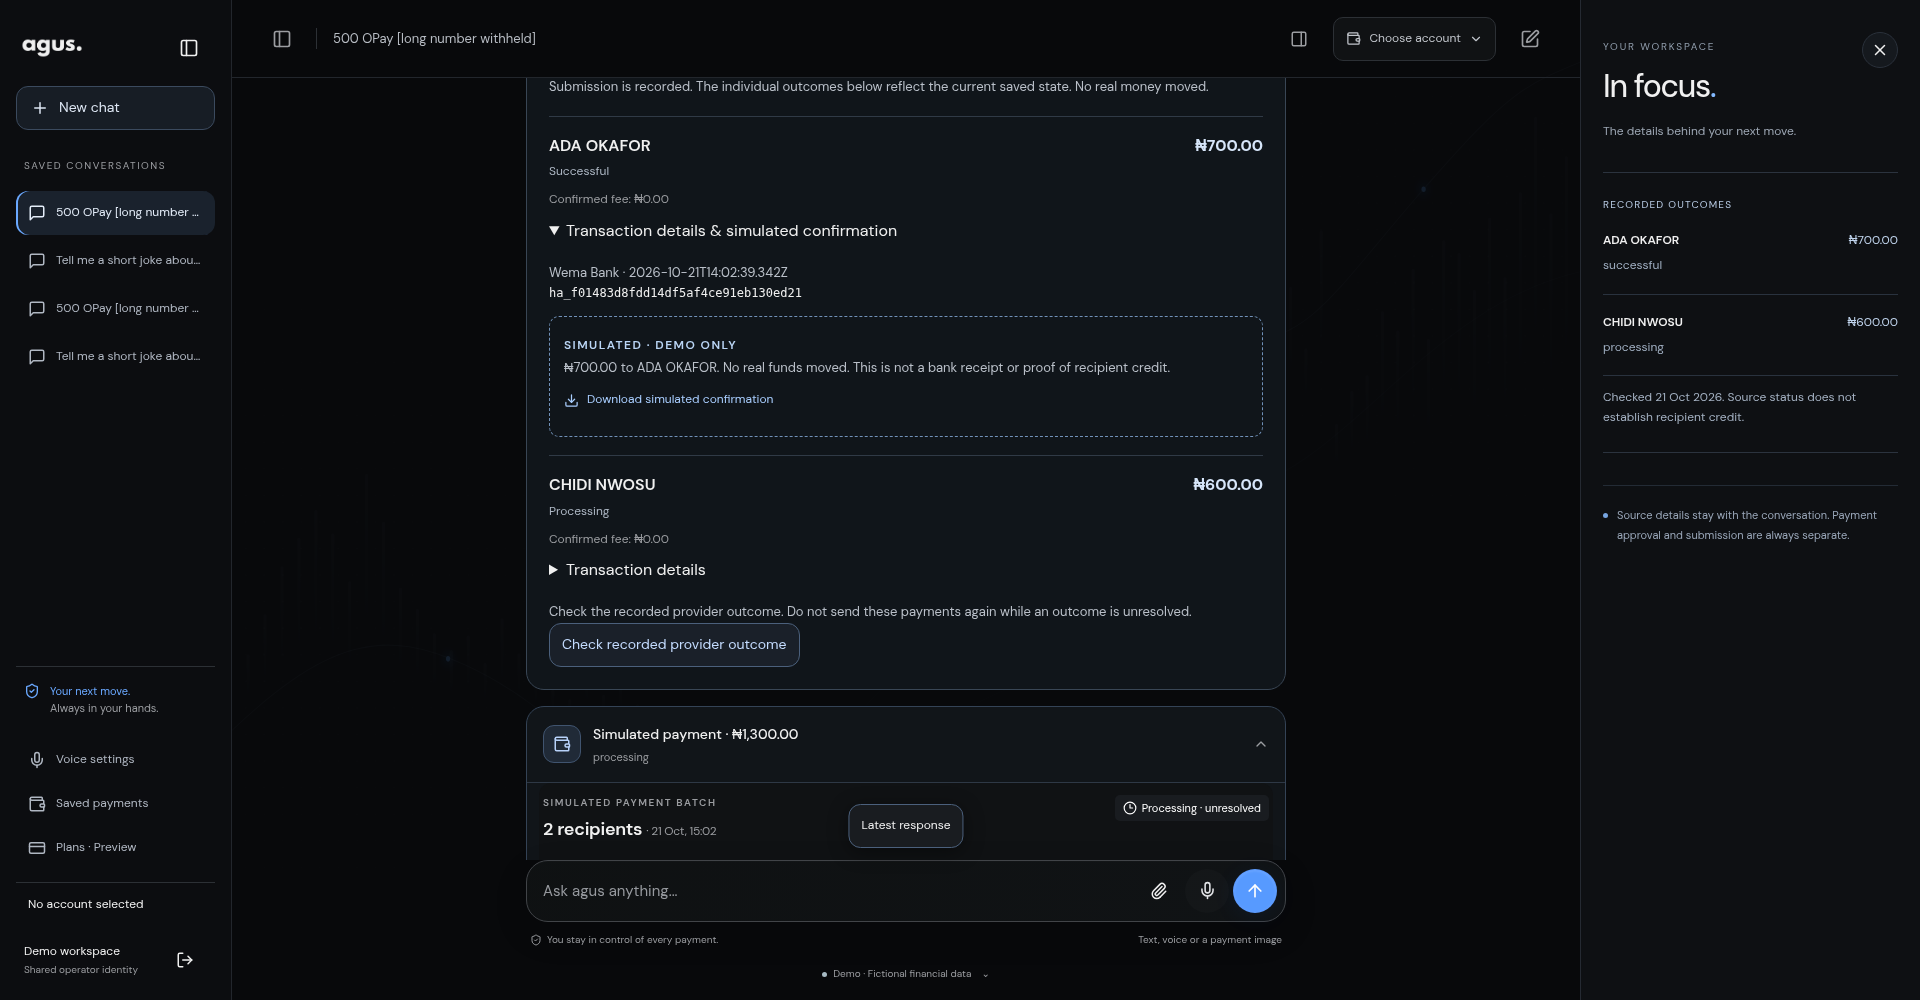 agus.
New chat
SAVED CONVERSATIONS
500 OPay [long number ...
Tell me a short joke abou...
500 OPay [long number ...
Tell me a short joke abou...
Your next move.
Always in your hands.
Voice settings
Saved payments
Plans · Preview
No account selected
Demo workspace
Shared operator identity
500 OPay [long number withheld]
Choose account
Submission is recorded. The individual outcomes below reflect the current saved state. No real money moved.
ADA OKAFOR ₦700.00
Successful
Confirmed fee: ₦0.00
Transaction details & simulated confirmation
Wema Bank · 2026-10-21T14:02:39.342Z
ha_f01483d8fdd14df5af4ce91eb130ed21
SIMULATED · DEMO ONLY
₦700.00 to ADA OKAFOR. No real funds moved. This is not a bank receipt or proof of recipient credit.
Download simulated confirmation
CHIDI NWOSU ₦600.00
Processing
Confirmed fee: ₦0.00
Transaction details
Check the recorded provider outcome. Do not send these payments again while an outcome is unresolved.
Check recorded provider outcome
Simulated payment · ₦1,300.00
processing
SIMULATED PAYMENT BATCH
Processing · unresolved
2 recipients · 21 Oct, 15:02
Latest response
Ask agus anything...
You stay in control of every payment.
Text, voice or a payment image
Demo · Fictional financial data
YOUR WORKSPACE
In focus.
The details behind your next move.
RECORDED OUTCOMES
ADA OKAFOR ₦700.00
successful
CHIDI NWOSU ₦600.00
processing
Checked 21 Oct 2026. Source status does not
establish recipient credit.
Source details stay with the conversation. Payment
approval and submission are always separate.